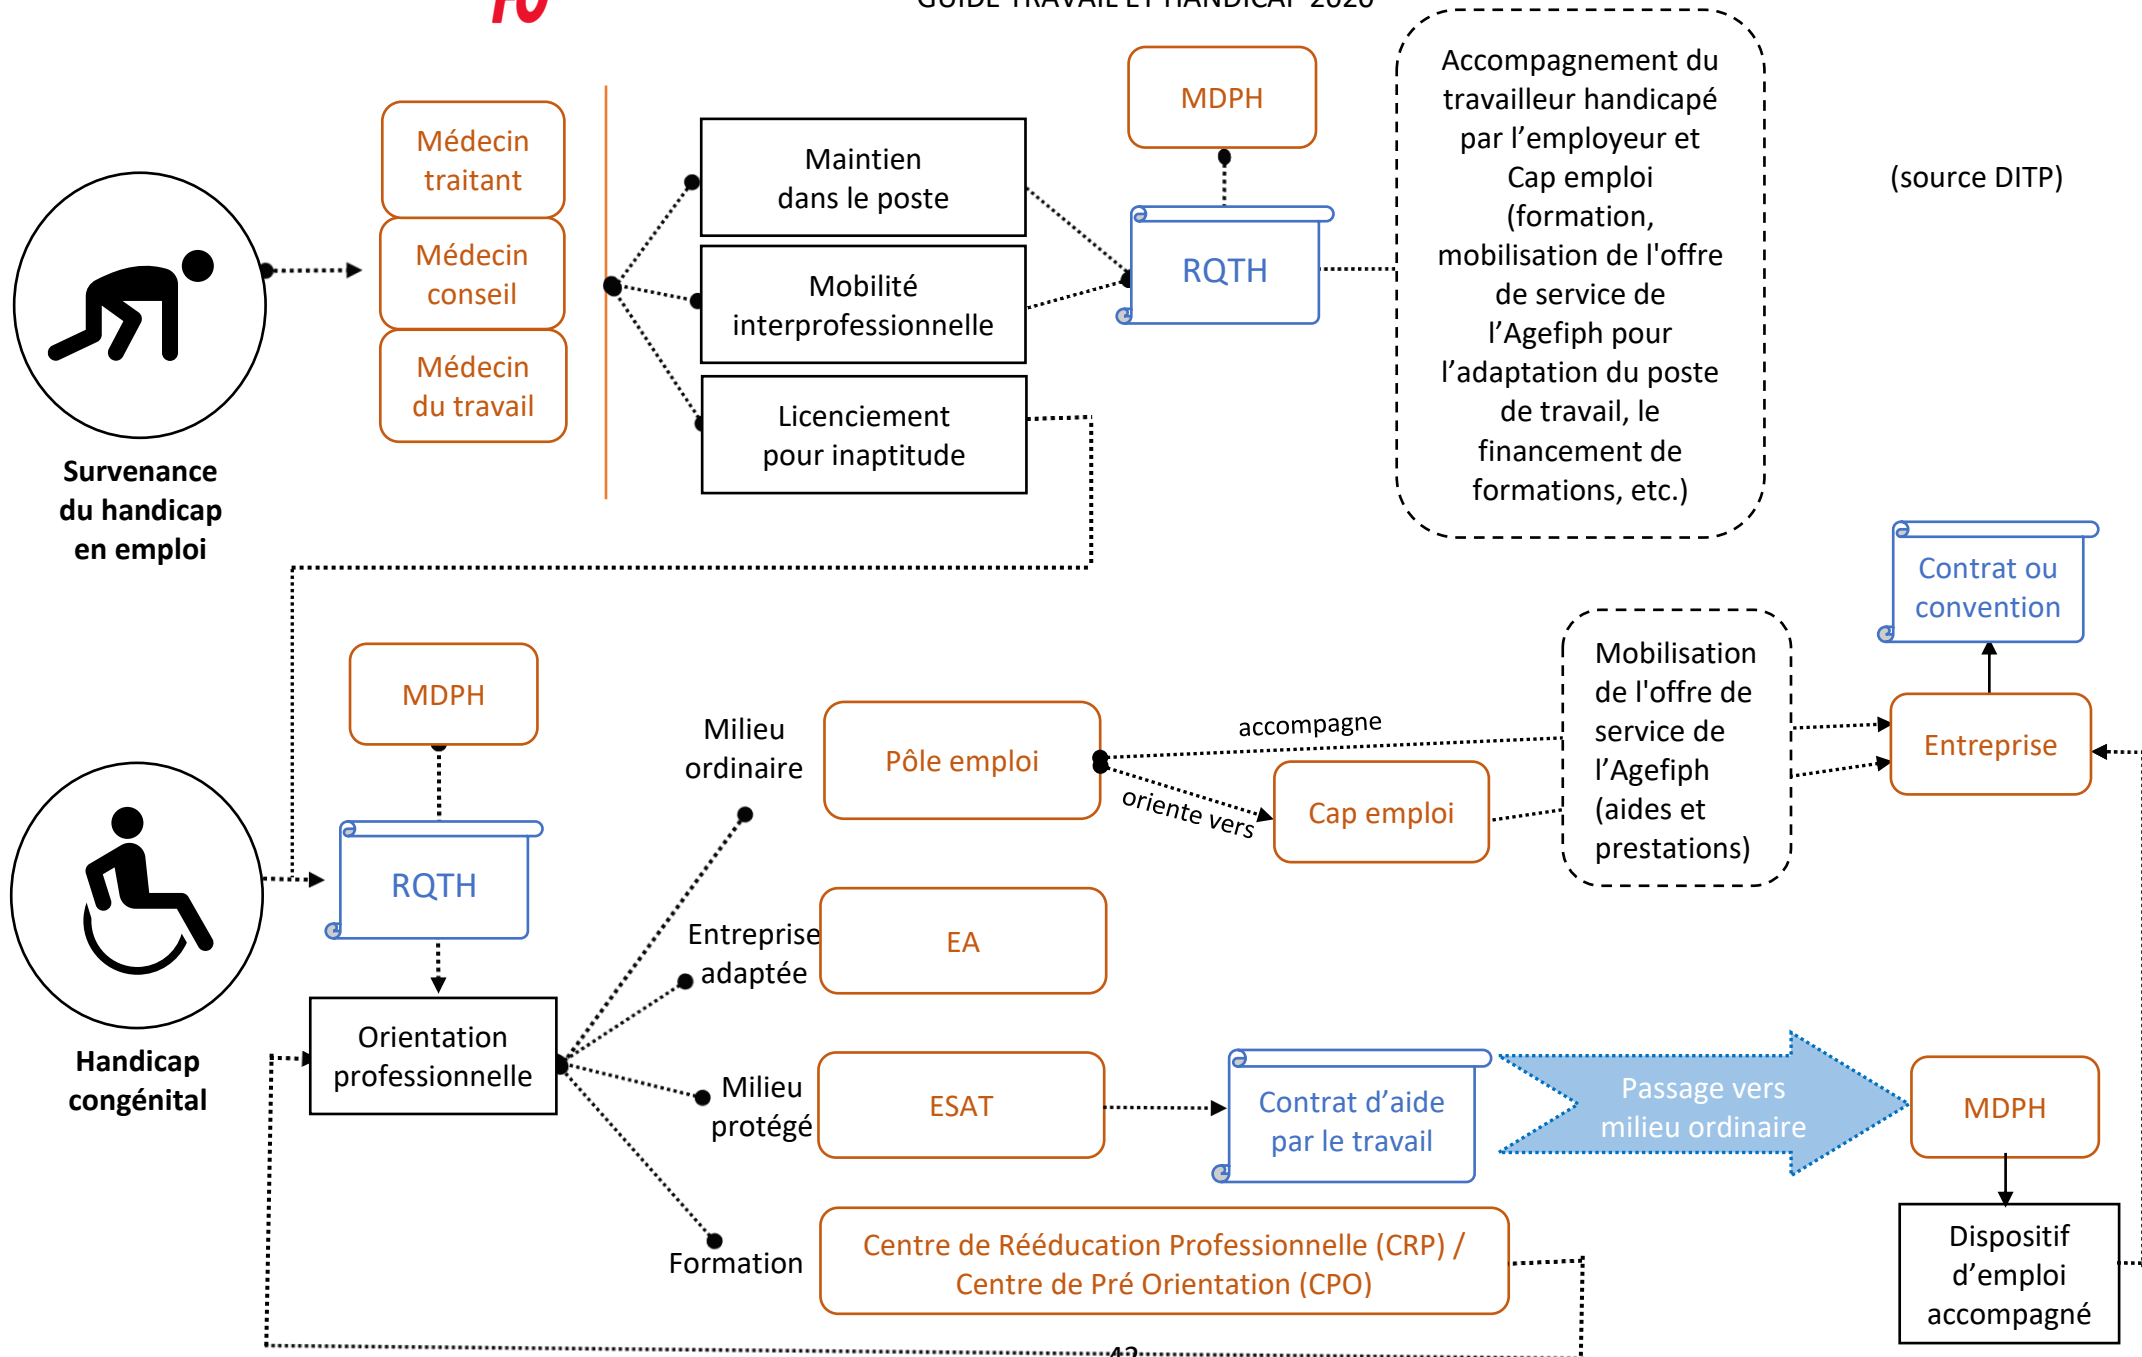 FO
GUIDE TRAVAIL ET HANDICAP 2020
Médecin
traitant
Médecin
conseil
Médecin
du travail
Survenance
du handicap
en emploi
Maintien
dans le poste
Mobilité
interprofessionnelle
Licenciement
pour inaptitude
MDPH
RQTH
Accompagnement du
travailleur handicapé
par l’employeur et
Cap emploi
(formation,
mobilisation de l'offre
de service de
l’Agefiph pour
l’adaptation du poste
de travail, le
financement de
formations, etc.)
(source DITP)
Contrat ou
convention
MDPH
RQTH
Handicap
congénital
Orientation
professionnelle
Milieu
ordinaire
Pôle emploi
accompagne
oriente vers
Cap emploi
Mobilisation
de l'offre de
service de
l’Agefiph
(aides et
prestations)
Entreprise
Entreprise
adaptée
EA
Milieu
protégé
ESAT
Contrat d’aide
par le travail
Passage vers
milieu ordinaire
MDPH
Formation
Centre de Rééducation Professionnelle (CRP) /
Centre de Pré Orientation (CPO)
Dispositif
d’emploi
accompagné
42